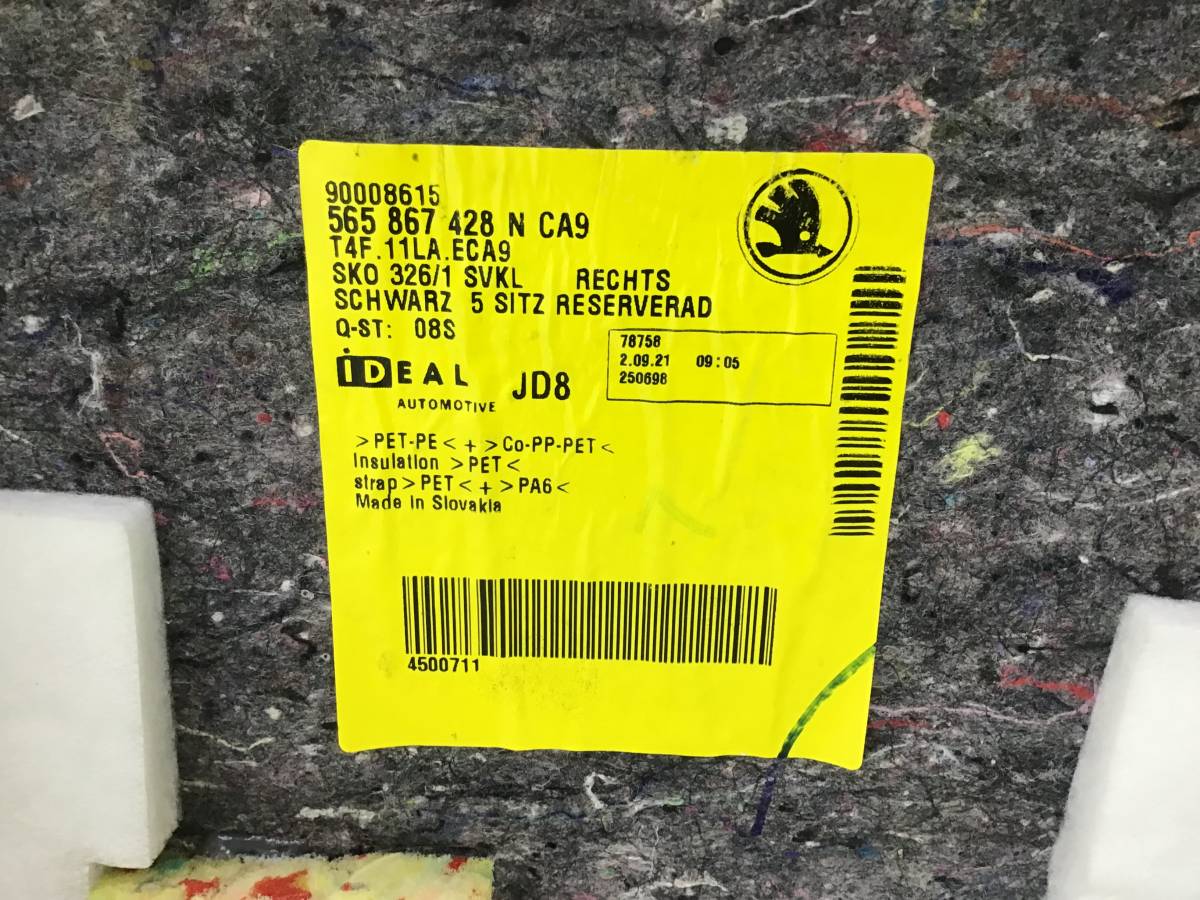 90008615
565 867 428 N CA9
T4F.11LA.ECA9
SKO 326/1 SVKL RECHTS
SCHWARZ 5 SITZ RESERVERAD
Q-ST: 08S
78758
2.09.21 09:05
250698
iDEAL
AUTOMOTIVE
JD8
>PET-PE< + >Co-PP-PET<
Insulation >PET<
strap >PET< + >PA6<
Made in Slovakia
4500711